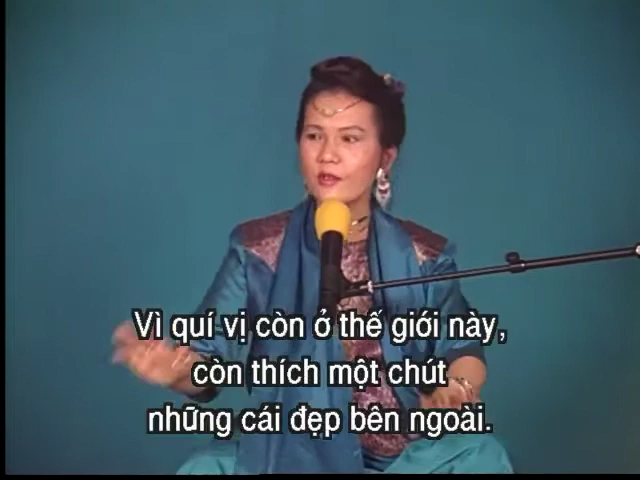 Vì quí vị còn ở thế giới này,
còn thích một chút
những cái đẹp bên ngoài.